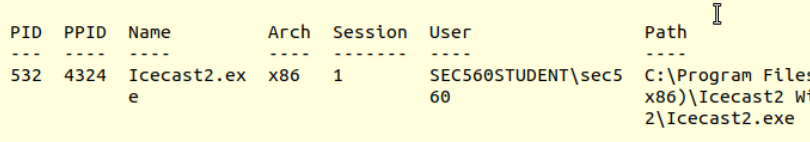 PID  PPID  Name         Arch  Session  User                 Path
---  ----  ----         ----  -------  ----                 ----
532  4324  Icecast2.ex  x86   1        SEC560STUDENT\sec5   C:\Program Files
           e                           60                   x86)\Icecast2 Wi
                                                            2\Icecast2.exe